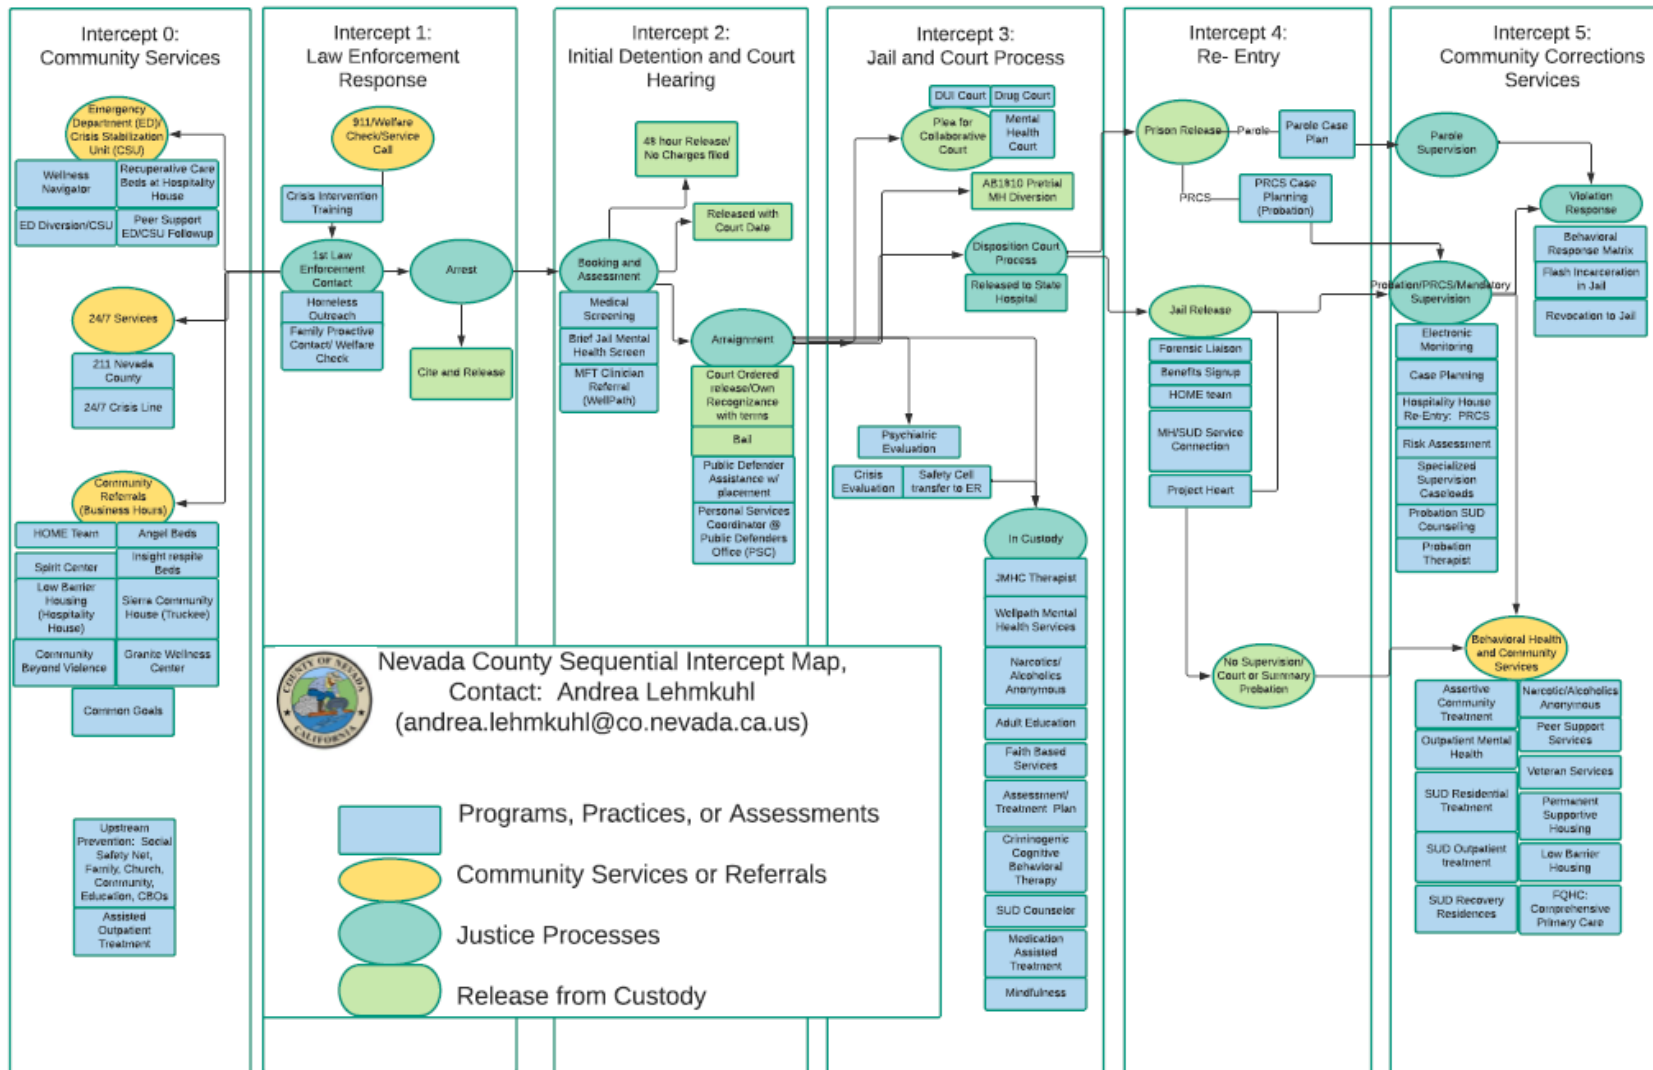 Intercept 0:
Community Services
Emergency
Department (ED)/
Crisis Stabilization
Unit (CSU)
Wellness
Navigator
Recuperative Care
Beds at Hospitality
House
ED Diversion/CSU
Peer Support
ED/CSU Followup
24/7 Services
211 Nevada
County
24/7 Crisis Line
Community
Referrals
(Business Hours)
HOME Team
Angel Beds
Spirit Center
Insight respite
Beds
Low Barrier
Housing
(Hospitality
House)
Sierra Community
House (Truckee)
Community
Beyond Violence
Granite Wellness
Center
Common Goals
Upstream
Prevention: Social
Safety Net,
Family, Church,
Community,
Education, CBOs
Assisted
Outpatient
Treatment
Intercept 1:
Law Enforcement
Response
911/Welfare
Check/Service
Call
Crisis Intervention
Training
1st Law
Enforcement
Contact
Homeless
Outreach
Family Proactive
Contact/ Welfare
Check
Arrest
Cite and Release
Intercept 2:
Initial Detention and Court
Hearing
48 hour Release/
No Charges filed
Released with
Court Date
Booking and
Assessment
Medical
Screening
Brief Jail Mental
Health Screen
MFT Clinician
Referral
(WellPath)
Arraignment
Court Ordered
release/Own
Recognizance
with terms
Bail
Public Defender
Assistance w/
placement
Personal Services
Coordinator @
Public Defenders
Office (PSC)
Intercept 3:
Jail and Court Process
DUI Court
Drug Court
Plea for
Collaborative
Court
Mental
Health
Court
AB1810 Pretrial
MH Diversion
Disposition Court
Process
Released to State
Hospital
Psychiatric
Evaluation
Crisis
Evaluation
Safety Cell
transfer to ER
In Custody
JMHC Therapist
Wellpath Mental
Health Services
Narcotics/
Alcoholics
Anonymous
Adult Education
Faith Based
Services
Assessment/
Treatment Plan
Criminogenic
Cognitive
Behavioral
Therapy
SUD Counselor
Medication
Assisted
Treatment
Mindfulness
Intercept 4:
Re- Entry
Prison Release
Parole
Parole Case
Plan
PRCS
PRCS Case
Planning
(Probation)
Jail Release
Forensic Liaison
Benefits Signup
HOME team
MH/SUD Service
Connection
Project Heart
No Supervision/
Court or Summary
Probation
Intercept 5:
Community Corrections
Services
Parole
Supervision
Violation
Response
Behavioral
Response Matrix
Flash Incarceration
in Jail
Revocation to Jail
Probation/PRCS/Mandatory
Supervision
Electronic
Monitoring
Case Planning
Hospitality House
Re-Entry: PRCS
Risk Assessment
Specialized
Supervision
Caseloads
Probation SUD
Counseling
Probation
Therapist
Behavioral Health
and Community
Services
Assertive
Community
Treatment
Narcotic/Alcoholics
Anonymous
Outpatient Mental
Health
Peer Support
Services
Veteran Services
SUD Residential
Treatment
Permanent
Supportive
Housing
SUD Outpatient
treatment
Low Barrier
Housing
SUD Recovery
Residences
FQHC:
Comprehensive
Primary Care
COUNTY OF NEVADA
CALIFORNIA
Nevada County Sequential Intercept Map,
Contact: Andrea Lehmkuhl
(andrea.lehmkuhl@co.nevada.ca.us)
Programs, Practices, or Assessments
Community Services or Referrals
Justice Processes
Release from Custody